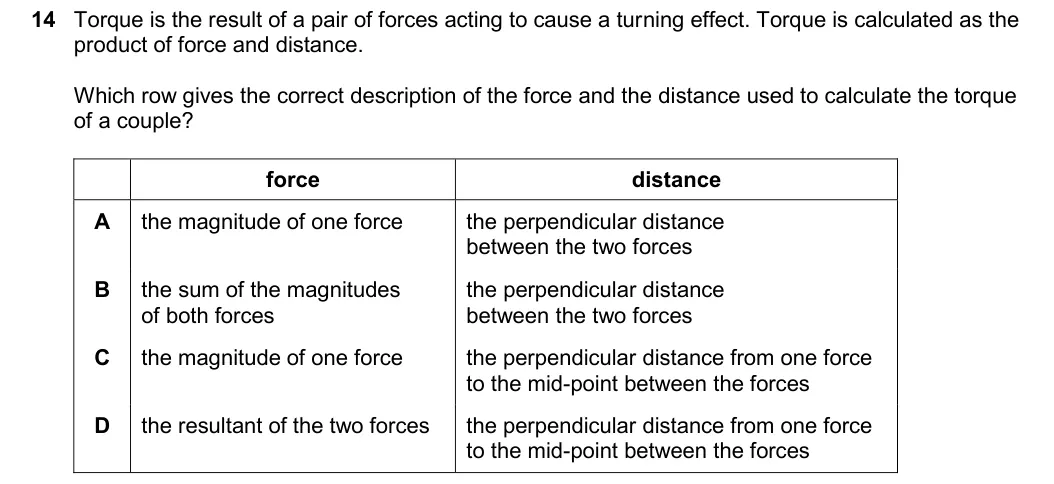 14 Torque is the result of a pair of forces acting to cause a turning effect. Torque is calculated as the
product of force and distance.
Which row gives the correct description of the force and the distance used to calculate the torque
of a couple?
force distance
A the magnitude of one force the perpendicular distance
between the two forces
B the sum of the magnitudes the perpendicular distance
of both forces between the two forces
C the magnitude of one force the perpendicular distance from one force
to the mid-point between the forces
D the resultant of the two forces the perpendicular distance from one force
to the mid-point between the forces